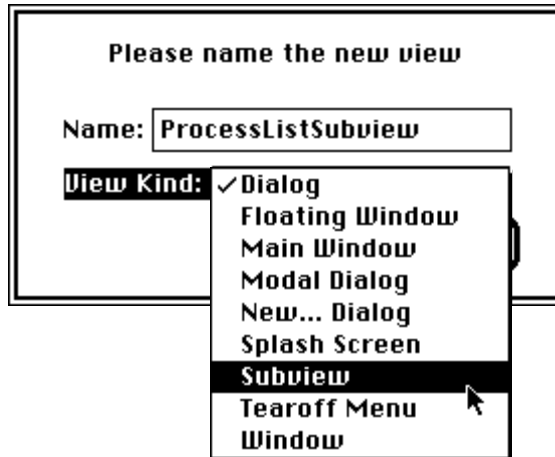 Please name the new view
Name: ProcessListSubview
View Kind: ✓Dialog
Floating Window
Main Window
Modal Dialog
New... Dialog
Splash Screen
Subview
Tearoff Menu
Window